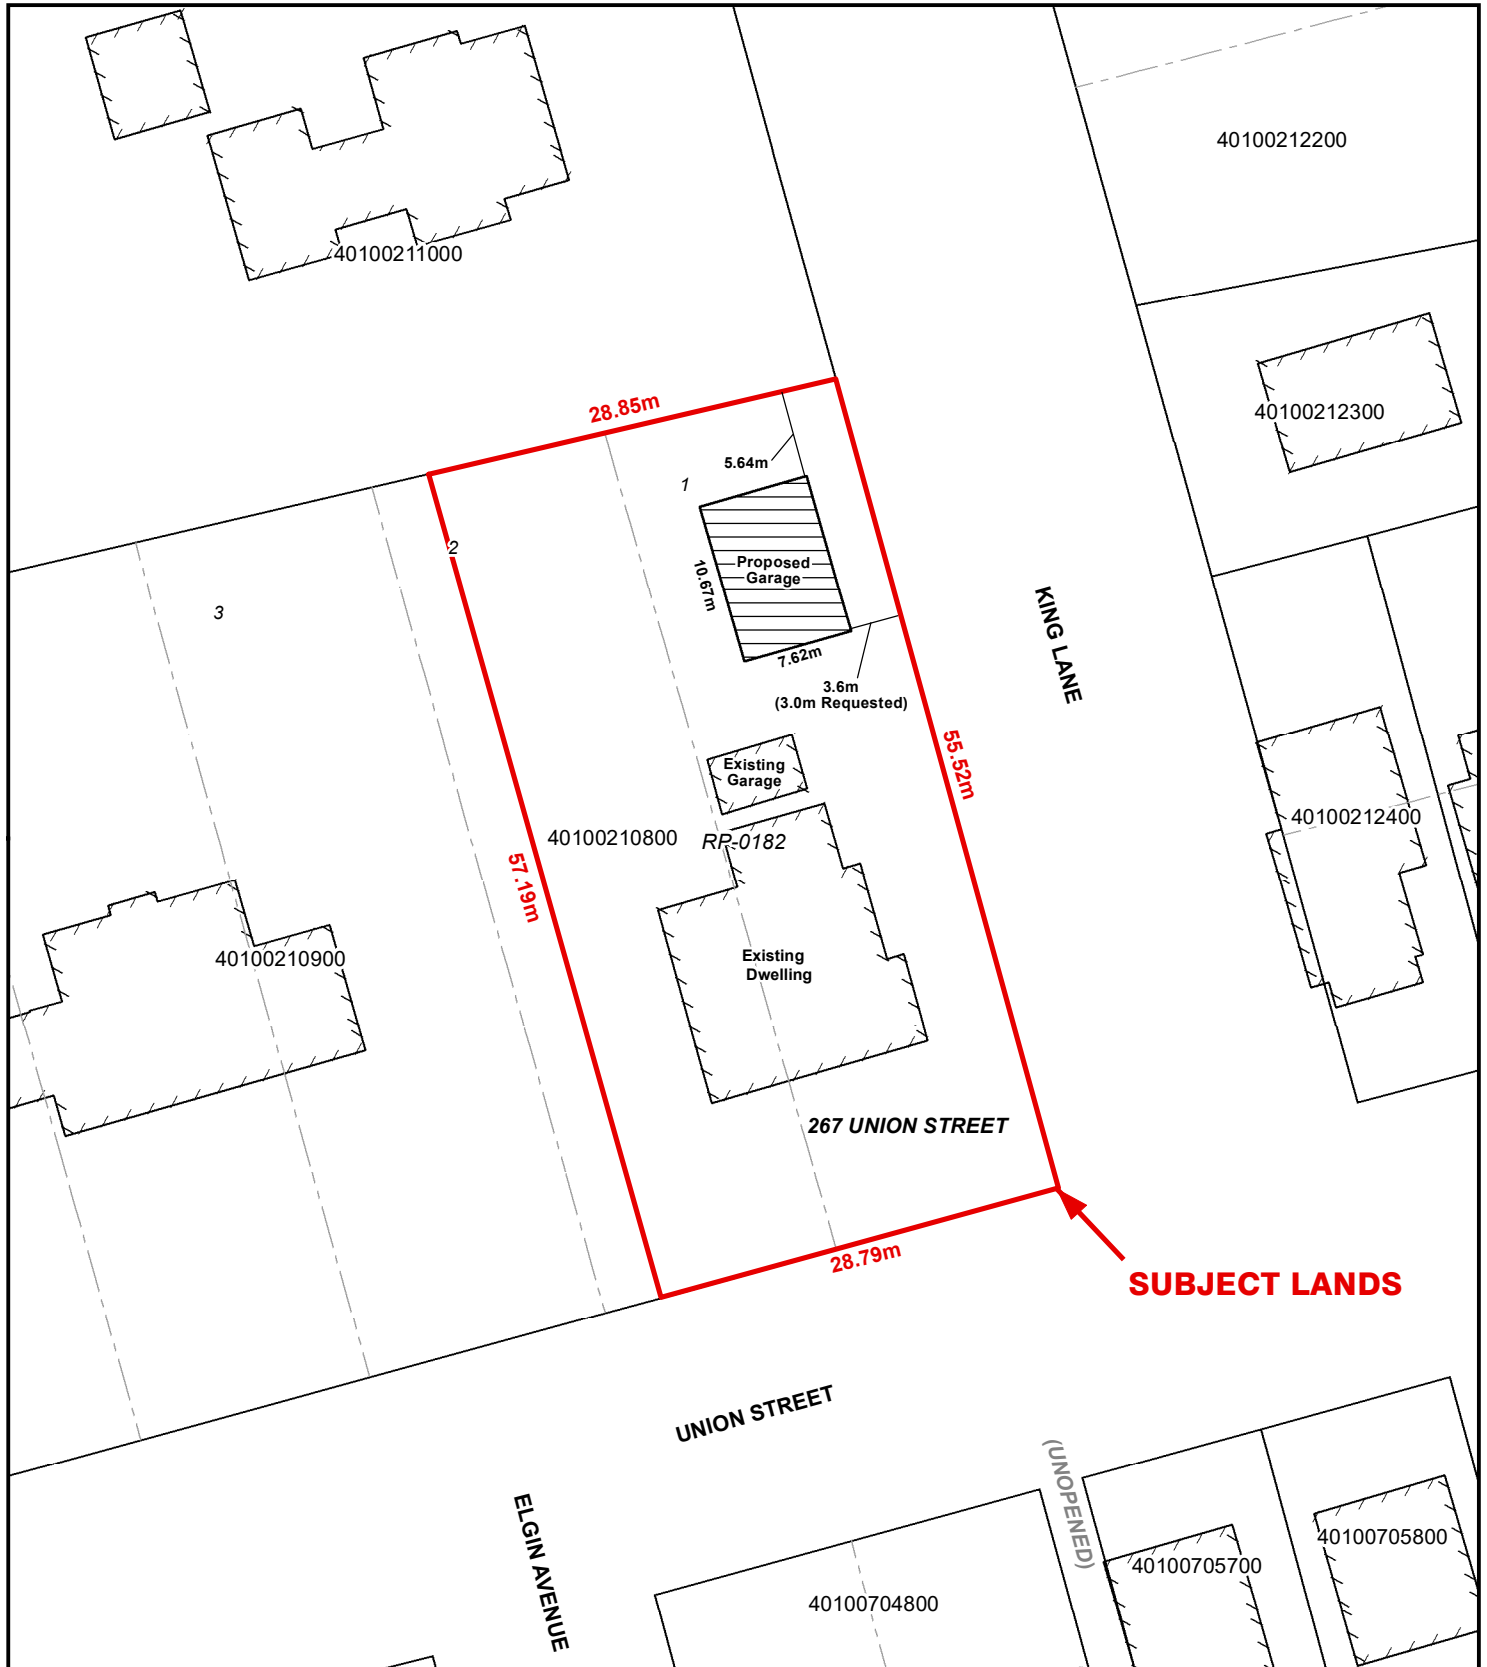 40100212200
40100211000
28.85m
40100212300
5.64m
1
2
Proposed
Garage
10.67m
3
KING LANE
7.62m
3.6m
(3.0m Requested)
55.52m
Existing
Garage
40100212400
40100210800
RP-0182
57.19m
40100210900
Existing
Dwelling
267 UNION STREET
28.79m
SUBJECT LANDS
UNION STREET
(UNOPENED)
ELGIN AVENUE
40100705800
40100705700
40100704800